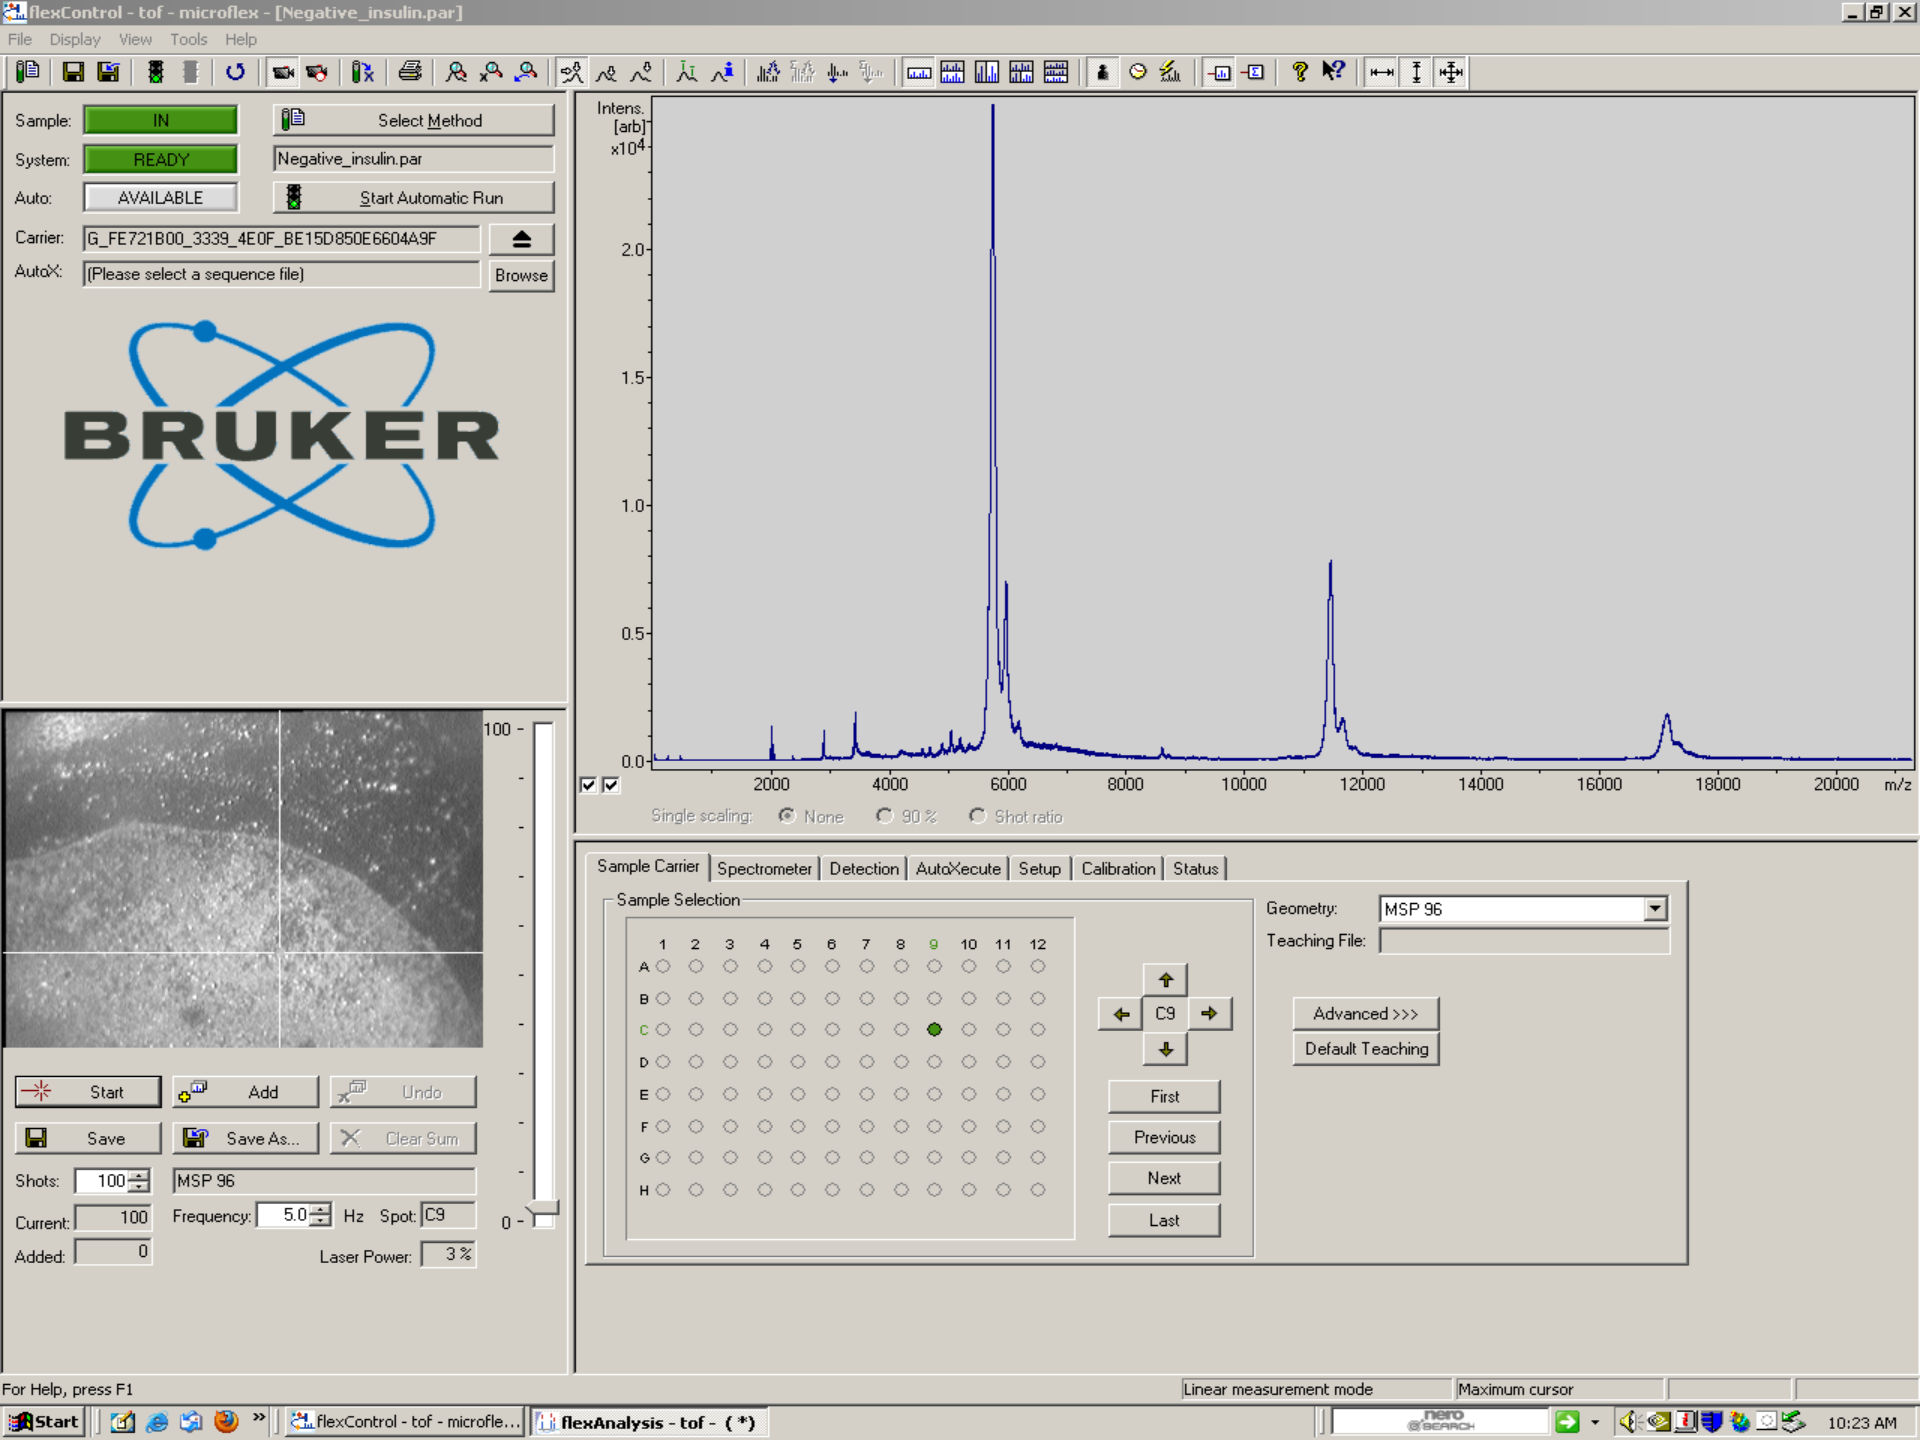 flexControl - tof - microflex - [Negative_insulin.par]
File Display View Tools Help
Sample: IN Select Method
System: READY Negative_insulin.par
Auto: AVAILABLE Start Automatic Run
Carrier: G_FE721B00_3339_4E0F_BE15D850E6604A9F
AutoX: (Please select a sequence file) Browse
BRUKER
Intens.
[arb]
x104
2.0
1.5
1.0
0.5
0.0
2000 4000 6000 8000 10000 12000 14000 16000 18000 20000 m/z
Single scaling: None 90 % Shot ratio
100
0
Start Add Undo
Save Save As... Clear Sum
Shots: 100 MSP 96
Current: 100 Frequency: 5.0 Hz Spot: C9
Added: 0 Laser Power: 3 %
Sample Carrier Spectrometer Detection AutoXecute Setup Calibration Status
Sample Selection
1 2 3 4 5 6 7 8 9 10 11 12
A
B
C
D
E
F
G
H
C9
First
Previous
Next
Last
Geometry: MSP 96
Teaching File:
Advanced >>>
Default Teaching
For Help, press F1
Linear measurement mode Maximum cursor
Start flexControl - tof - microfle... flexAnalysis - tof - ( *) nero @SEARCH 10:23 AM